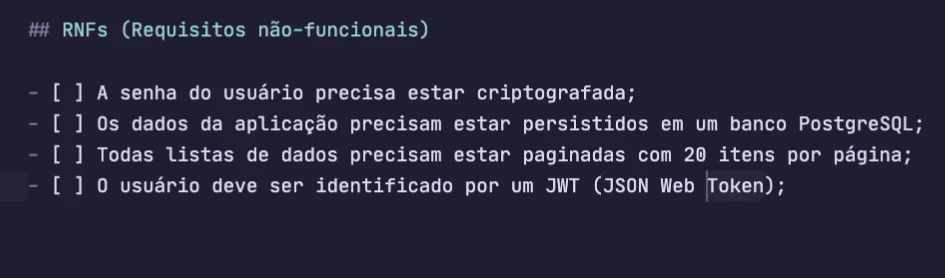 ## RNFs (Requisitos não-funcionais)
- [ ] A senha do usuário precisa estar criptografada;
- [ ] Os dados da aplicação precisam estar persistidos em um banco PostgreSQL;
- [ ] Todas listas de dados precisam estar paginadas com 20 itens por página;
- [ ] O usuário deve ser identificado por um JWT (JSON Web Token);